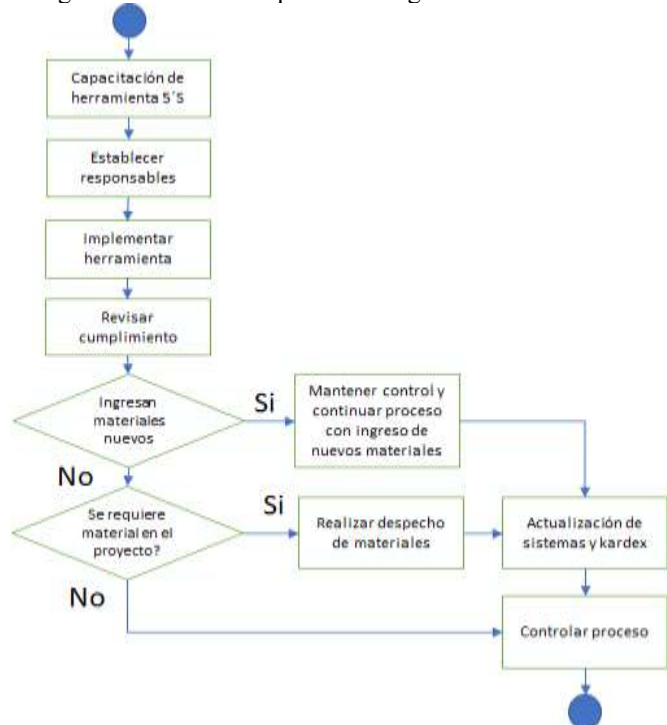 Capacitación de
herramienta 5´S
Establecer
responsables
Implementar
herramienta
Revisar
cumplimiento
Ingresan
materiales
nuevos
Si
Mantener control y
continuar proceso
con ingreso de
nuevos materiales
No
Se requiere
material en el
proyecto?
Si
Realizar despecho
de materiales
Actualización de
sistemas y kardex
No
Controlar proceso